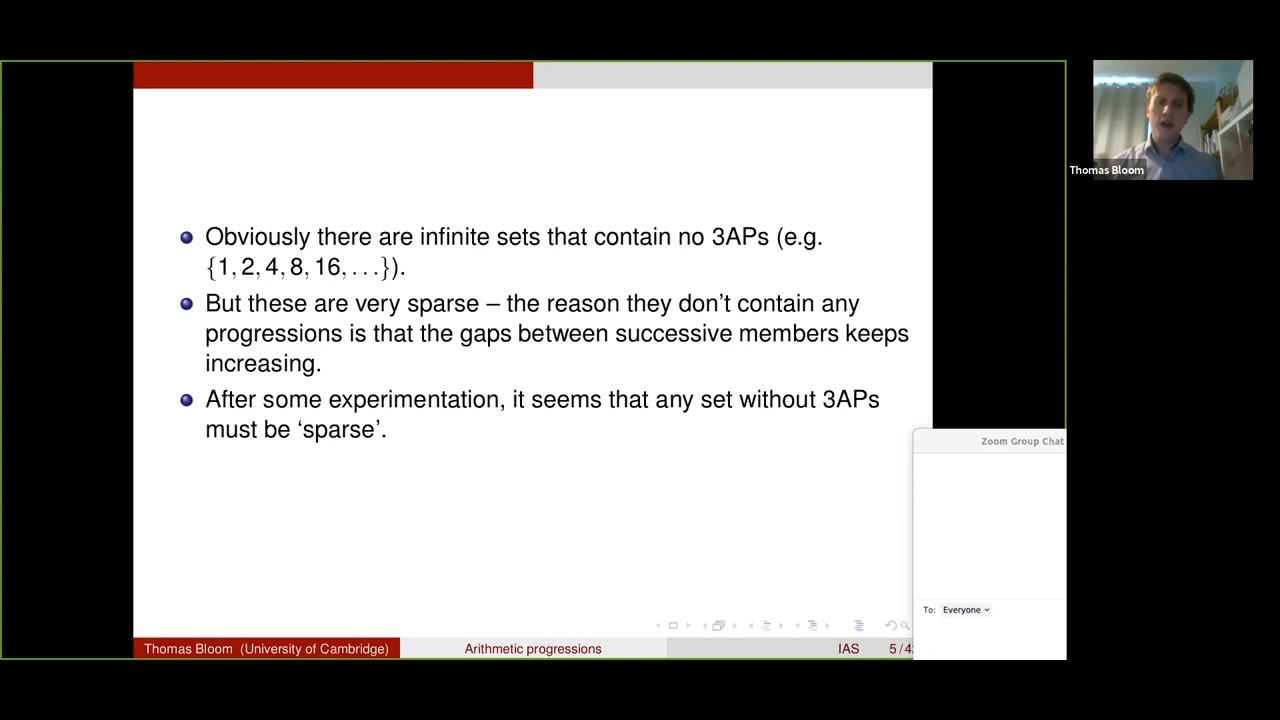 Thomas Bloom
Obviously there are infinite sets that contain no 3APs (e.g.
{1, 2, 4, 8, 16, . . .}).
But these are very sparse – the reason they don't contain any
progressions is that the gaps between successive members keeps
increasing.
After some experimentation, it seems that any set without 3APs
must be ‘sparse’.
Zoom Group Chat
To: Everyone
Thomas Bloom (University of Cambridge) Arithmetic progressions IAS 5 / 4